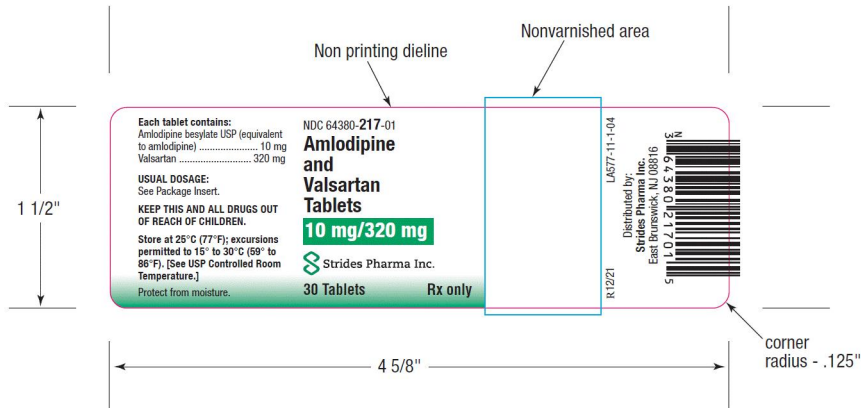 Nonvarnished area
Non printing dieline
1 1/2"
Each tablet contains:
Amlodipine besylate USP (equivalent
to amlodipine) ...................... 10 mg
Valsartan ........................... 320 mg
USUAL DOSAGE:
See Package Insert.
KEEP THIS AND ALL DRUGS OUT
OF REACH OF CHILDREN.
Store at 25°C (77°F); excursions
permitted to 15° to 30°C (59° to
86°F). [See USP Controlled Room
Temperature.]
Protect from moisture.
NDC 64380-217-01
Amlodipine
and
Valsartan
Tablets
10 mg/320 mg
Strides Pharma Inc.
30 Tablets Rx only
LA577-11-1-04
R12/21
Distributed by:
Strides Pharma Inc.
East Brunswick, NJ 08816
N
3 64380 21701 5
4 5/8"
corner
radius - .125"